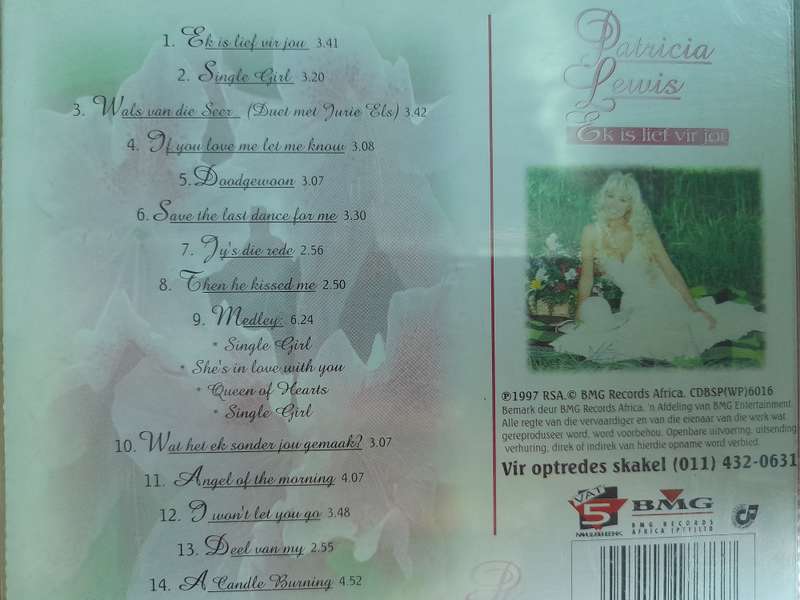 1. Ek is lief vir jou 3.41
2. Single Girl 3.20
3. Wals van die Seer (Duet met Jurie Els) 3.42
4. If you love me let me know 3.08
5. Doodgewoon 3.07
6. Save the last dance for me 3.30
7. Jy's die rede 2.56
8. Then he kissed me 2.50
9. Medley: 6.24
* Single Girl
* She's in love with you
* Queen of Hearts
* Single Girl
10. Wat het ek sonder jou gemaak? 3.07
11. Angel of the morning 4.07
12. I won't let you go 3.48
13. Deel van my 2.55
14. A Candle Burning 4.52
Patricia
Lewis
Ek is lief vir jou
℗1997 RSA.© BMG Records Africa. CDBSP(WP)6016
Bemark deur BMG Records Africa. 'n Afdeling van BMG Entertainment
Alle regte van die vervaardiger en van die eienaar van die werk wat
gereproduseer word, word voorbehou. Openbare uitvoering, uitsending
verhuring, direk of indirek van hierdie opname word verbied.
Vir optredes skakel (011) 432-0631
VAT
5
BMG
BMG RECORDS
AFRICA (PTY) LTD